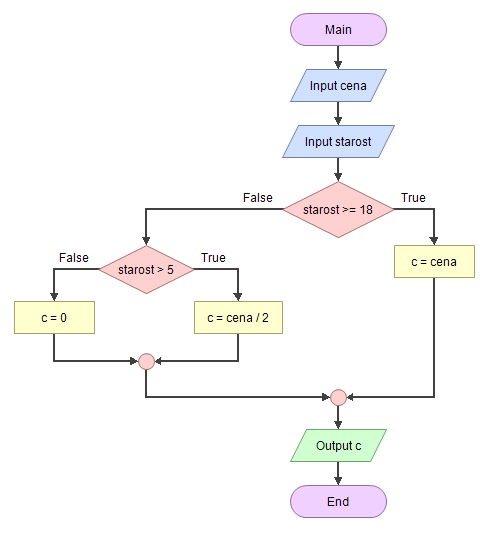 Main
Input cena
Input starost
False
starost >= 18
True
False
starost > 5
True
c = cena
c = 0
c = cena / 2
Output c
End